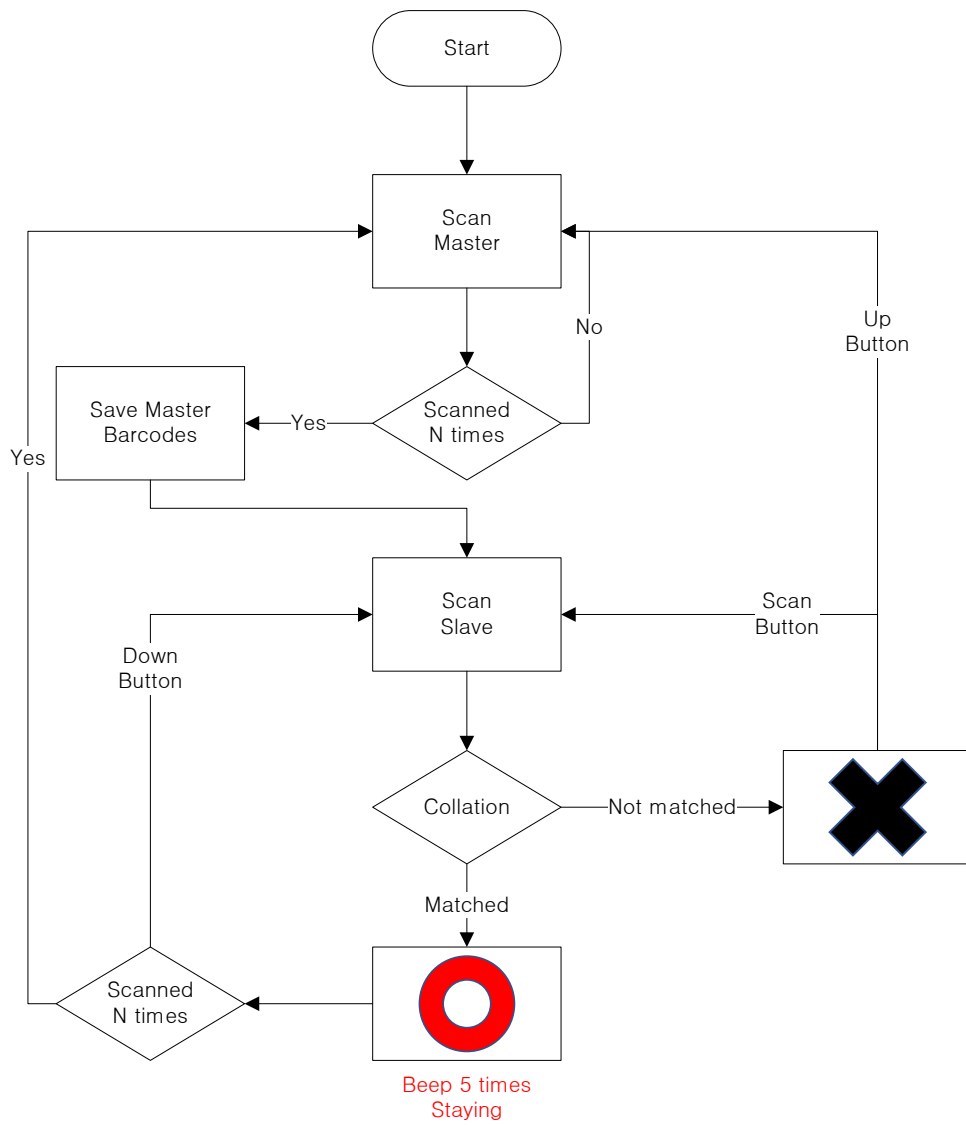 Start
Scan
Master
No
Up
Button
Scanned
N times
Yes
Save Master
Barcodes
Yes
Scan
Slave
Scan
Button
Down
Button
Collation
Not matched
Matched
Scanned
N times
Beep 5 times
Staying